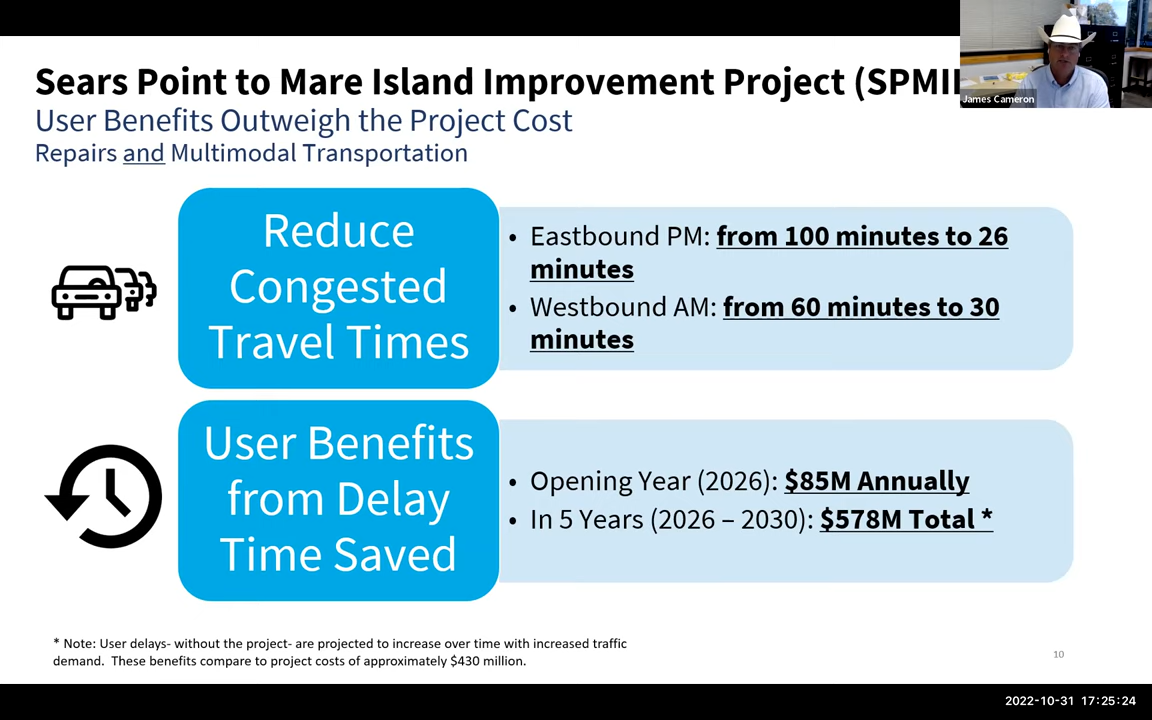 Sears Point to Mare Island Improvement Project (SPMI
User Benefits Outweigh the Project Cost
Repairs and Multimodal Transportation
James Cameron
Reduce
Congested
Travel Times
• Eastbound PM: from 100 minutes to 26
minutes
• Westbound AM: from 60 minutes to 30
minutes
User Benefits
from Delay
Time Saved
• Opening Year (2026): $85M Annually
• In 5 Years (2026 – 2030): $578M Total *
* Note: User delays- without the project- are projected to increase over time with increased traffic
demand. These benefits compare to project costs of approximately $430 million.
10
2022-10-31 17:25:24